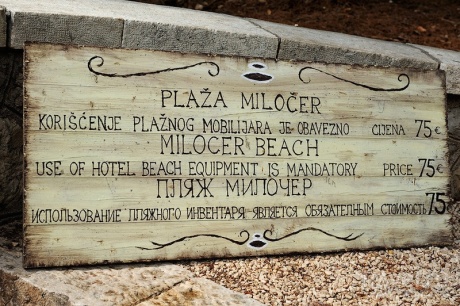 PLAŽA MILOČER
KORIŠĆENJE PLAŽNOG MOBILIJARA JE OBAVEZNO CIJENA 75€
MILOCER BEACH
USE OF HOTEL BEACH EQUIPMENT IS MANDATORY PRICE 75€
ПЛЯЖ МИЛОЧЕР
ИСПОЛЬЗОВАНИЕ ПЛЯЖНОГО ИНВЕНТАРЯ ЯВЛЯЕТСЯ ОБЯЗАТЕЛЬНЫМ СТОИМОСТЬ 75€